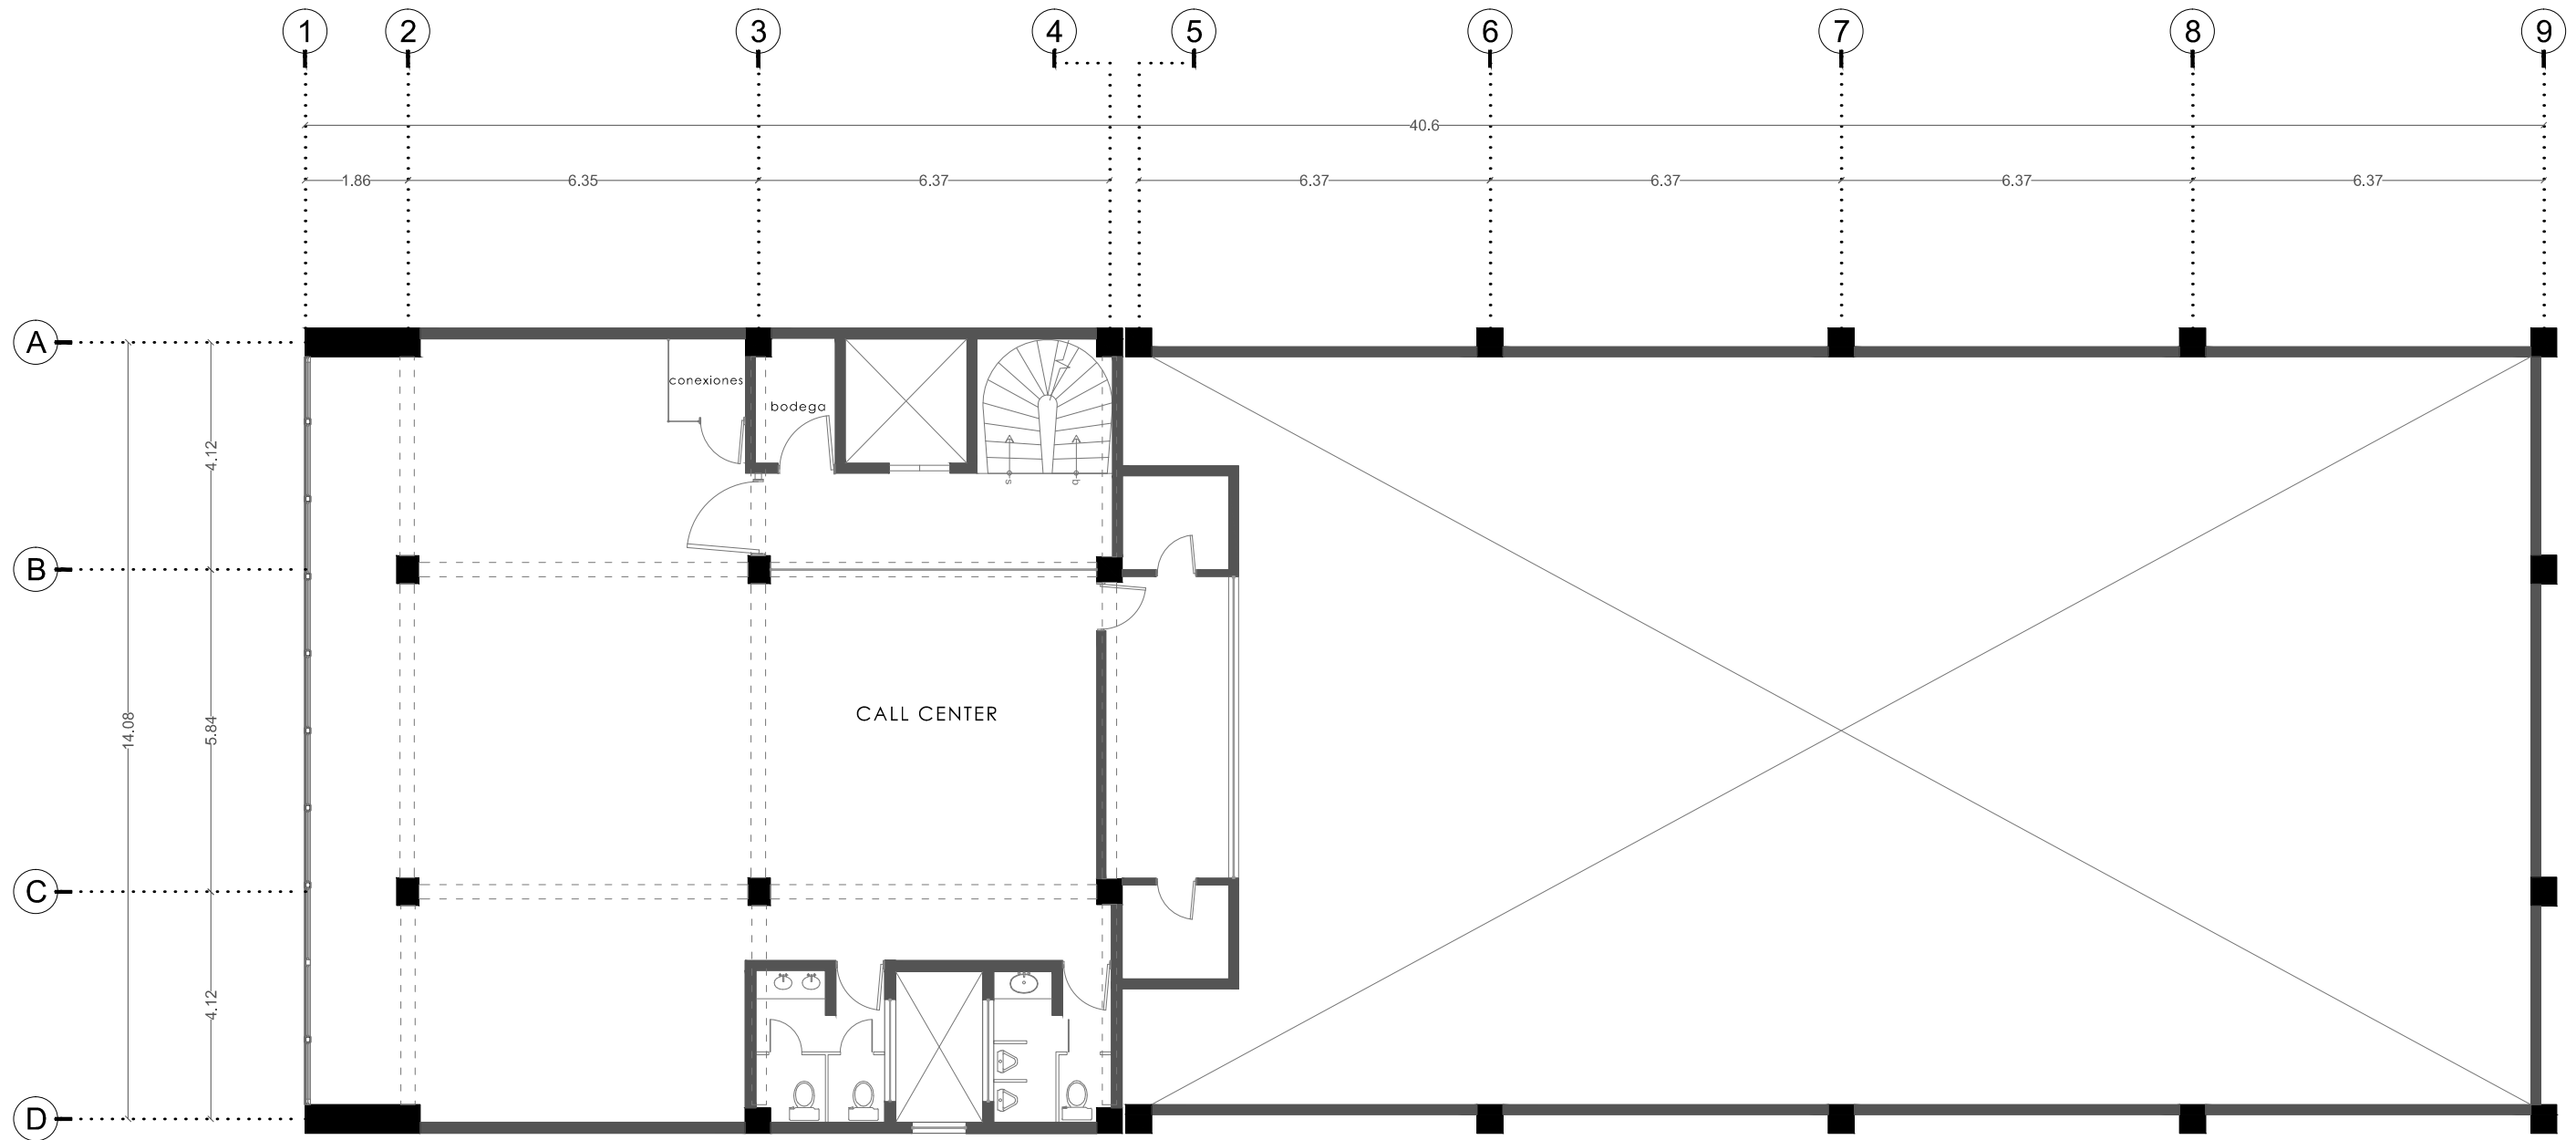 1 2 3 4 5 6 7 8 9
40.6
1.86 6.35 6.37 6.37 6.37 6.37 6.37
A
conexiones
bodega
4.12
s b
B
CALL CENTER
14.08 5.84
C
4.12
D